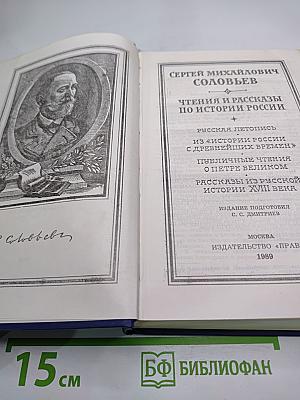 СЕРГЕЙ МИХАЙЛОВИЧ
СОЛОВЬЕВ
ЧТЕНИЯ И РАССКАЗЫ
ПО ИСТОРИИ РОССИИ
РУССКАЯ ЛЕТОПИСЬ
ИЗ «ИСТОРИИ РОССИИ
С ДРЕВНЕЙШИХ ВРЕМЕН»
ПУБЛИЧНЫЕ ЧТЕНИЯ
О ПЕТРЕ ВЕЛИКОМ
РАССКАЗЫ ИЗ РУССКОЙ
ИСТОРИИ XVIII ВЕКА
ИЗДАНИЕ ПОДГОТОВИЛ
С. С. ДМИТРИЕВ
МОСКВА
ИЗДАТЕЛЬСТВО «ПРАВ
1989
15 СМ
БФ БИБЛИОФАН